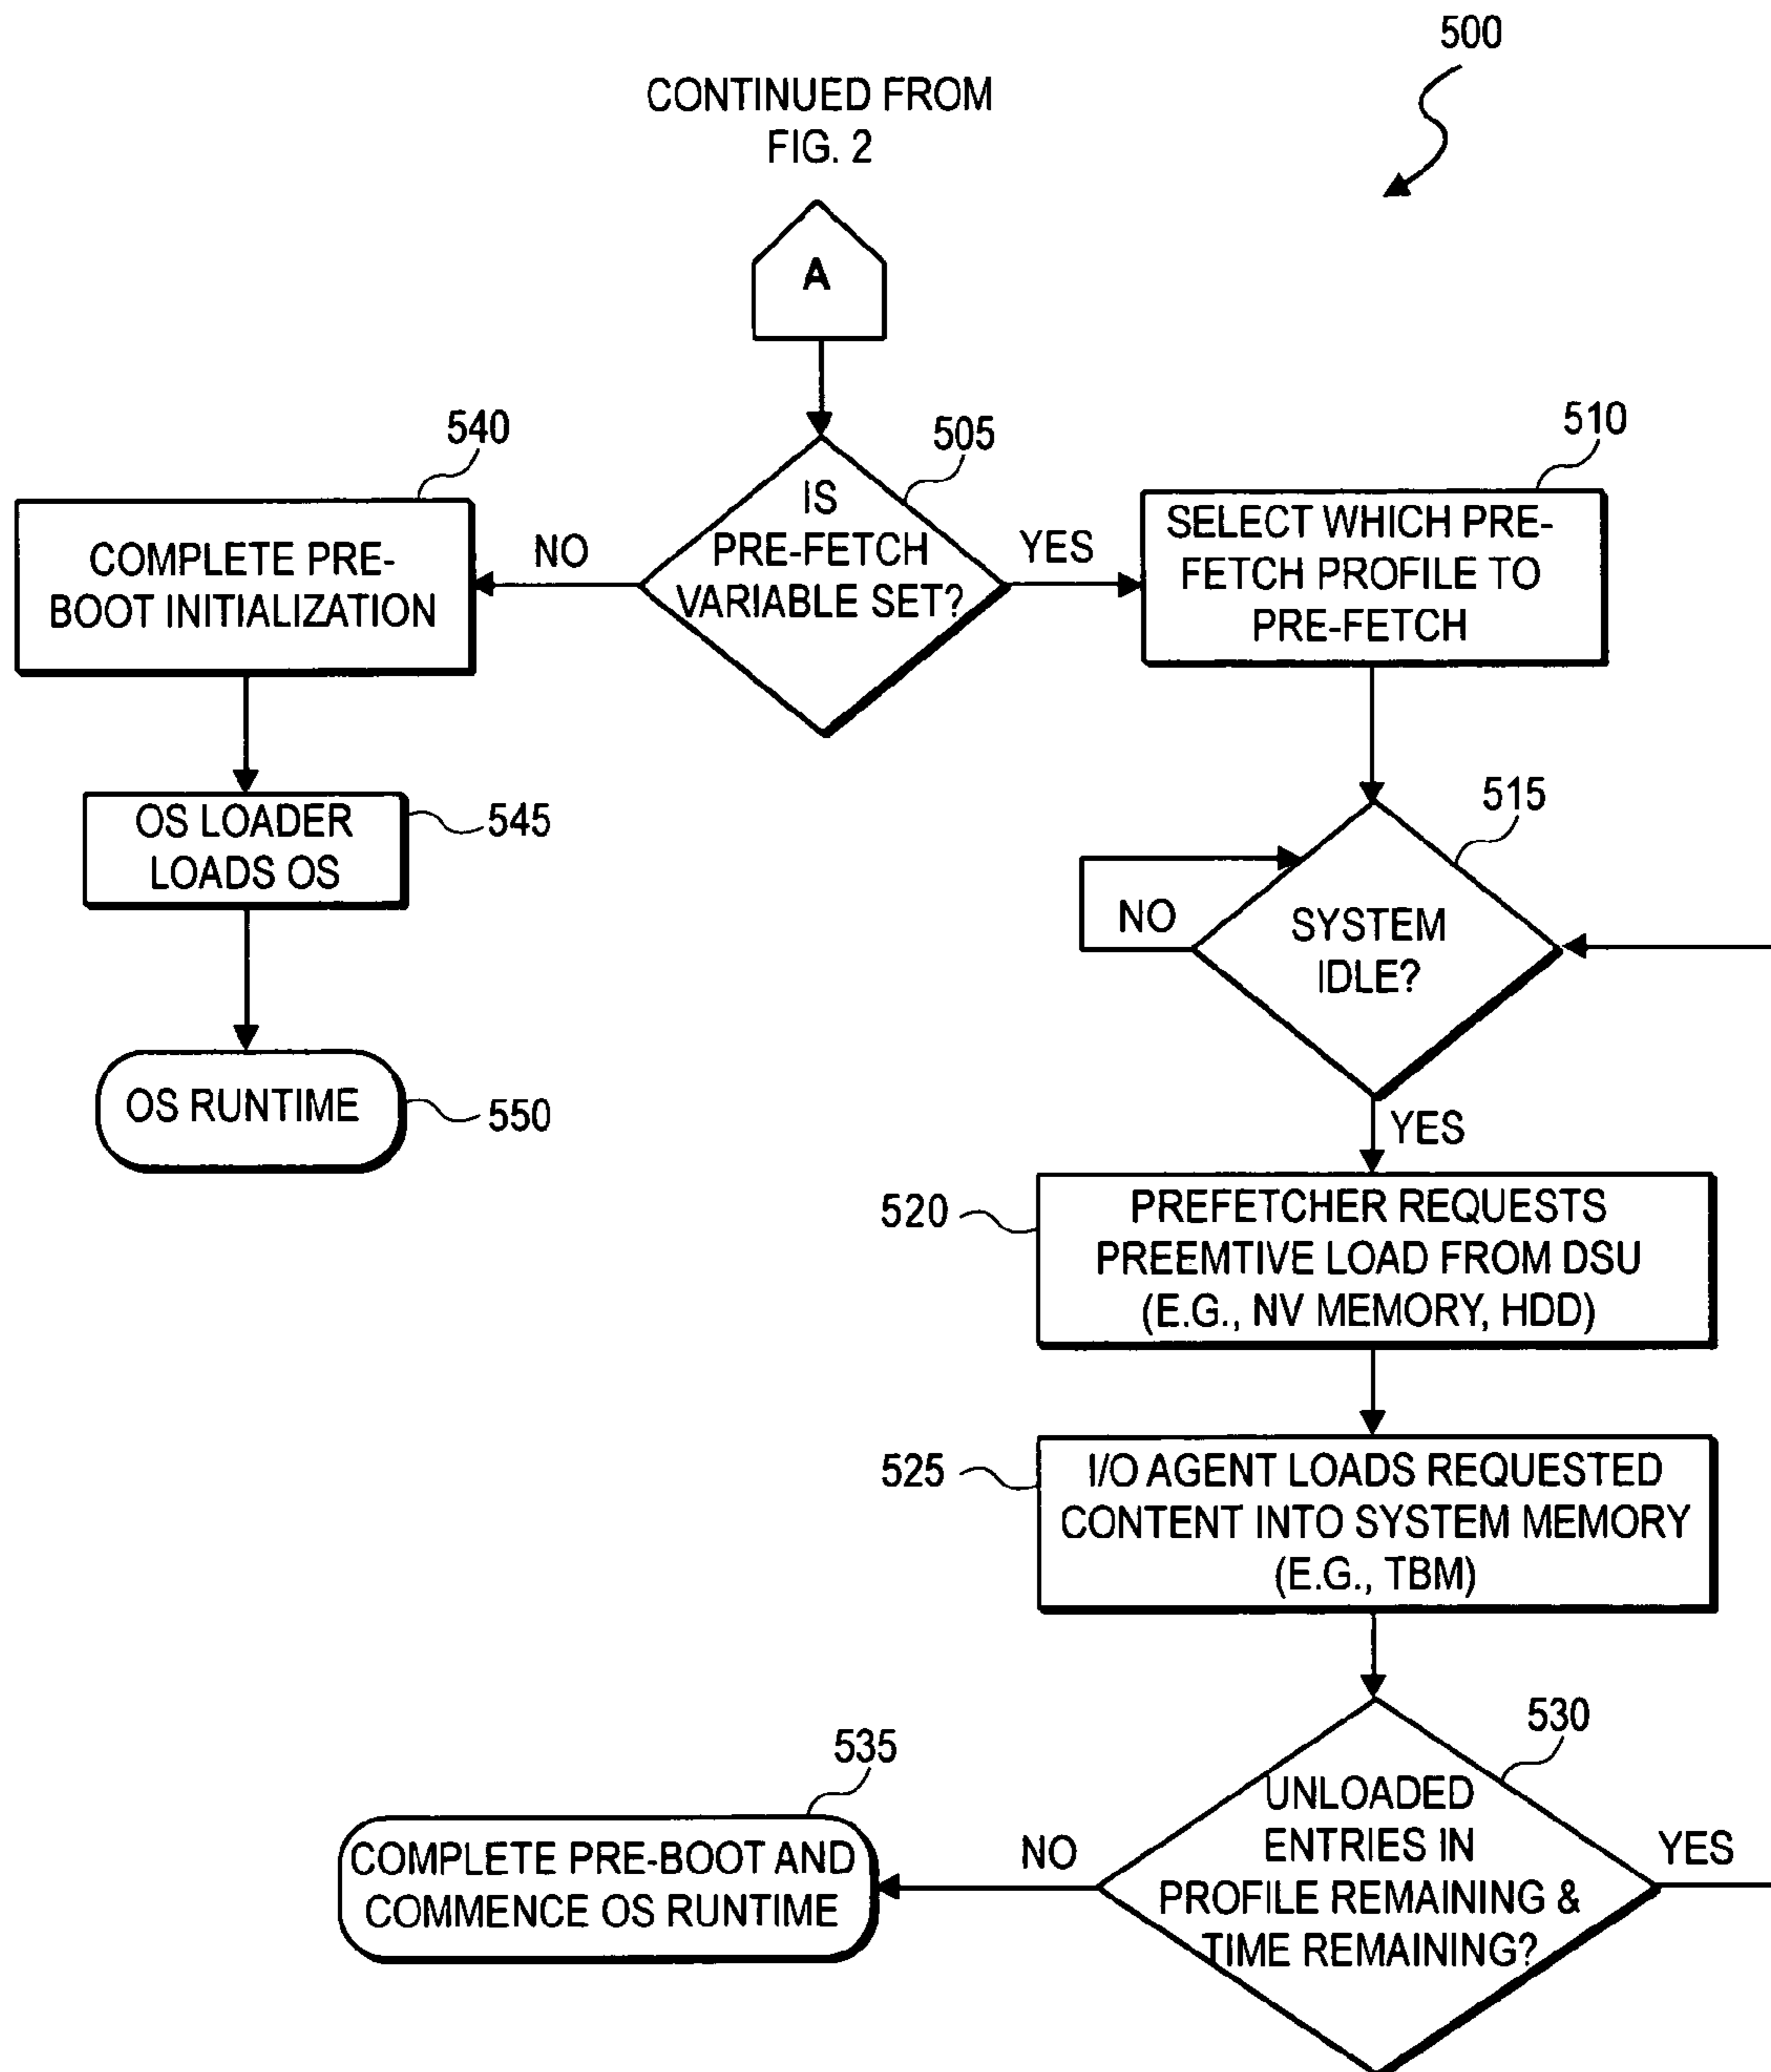 500
CONTINUED FROM
FIG. 2
A
540
505
510
IS
PRE-FETCH
VARIABLE SET?
NO
YES
COMPLETE PRE-
BOOT INITIALIZATION
SELECT WHICH PRE-
FETCH PROFILE TO
PRE-FETCH
OS LOADER
LOADS OS
545
515
NO
SYSTEM
IDLE?
OS RUNTIME
550
YES
520
PREFETCHER REQUESTS
PREEMTIVE LOAD FROM DSU
(E.G., NV MEMORY, HDD)
525
I/O AGENT LOADS REQUESTED
CONTENT INTO SYSTEM MEMORY
(E.G., TBM)
530
535
UNLOADED
ENTRIES IN
PROFILE REMAINING &
TIME REMAINING?
NO
YES
COMPLETE PRE-BOOT AND
COMMENCE OS RUNTIME